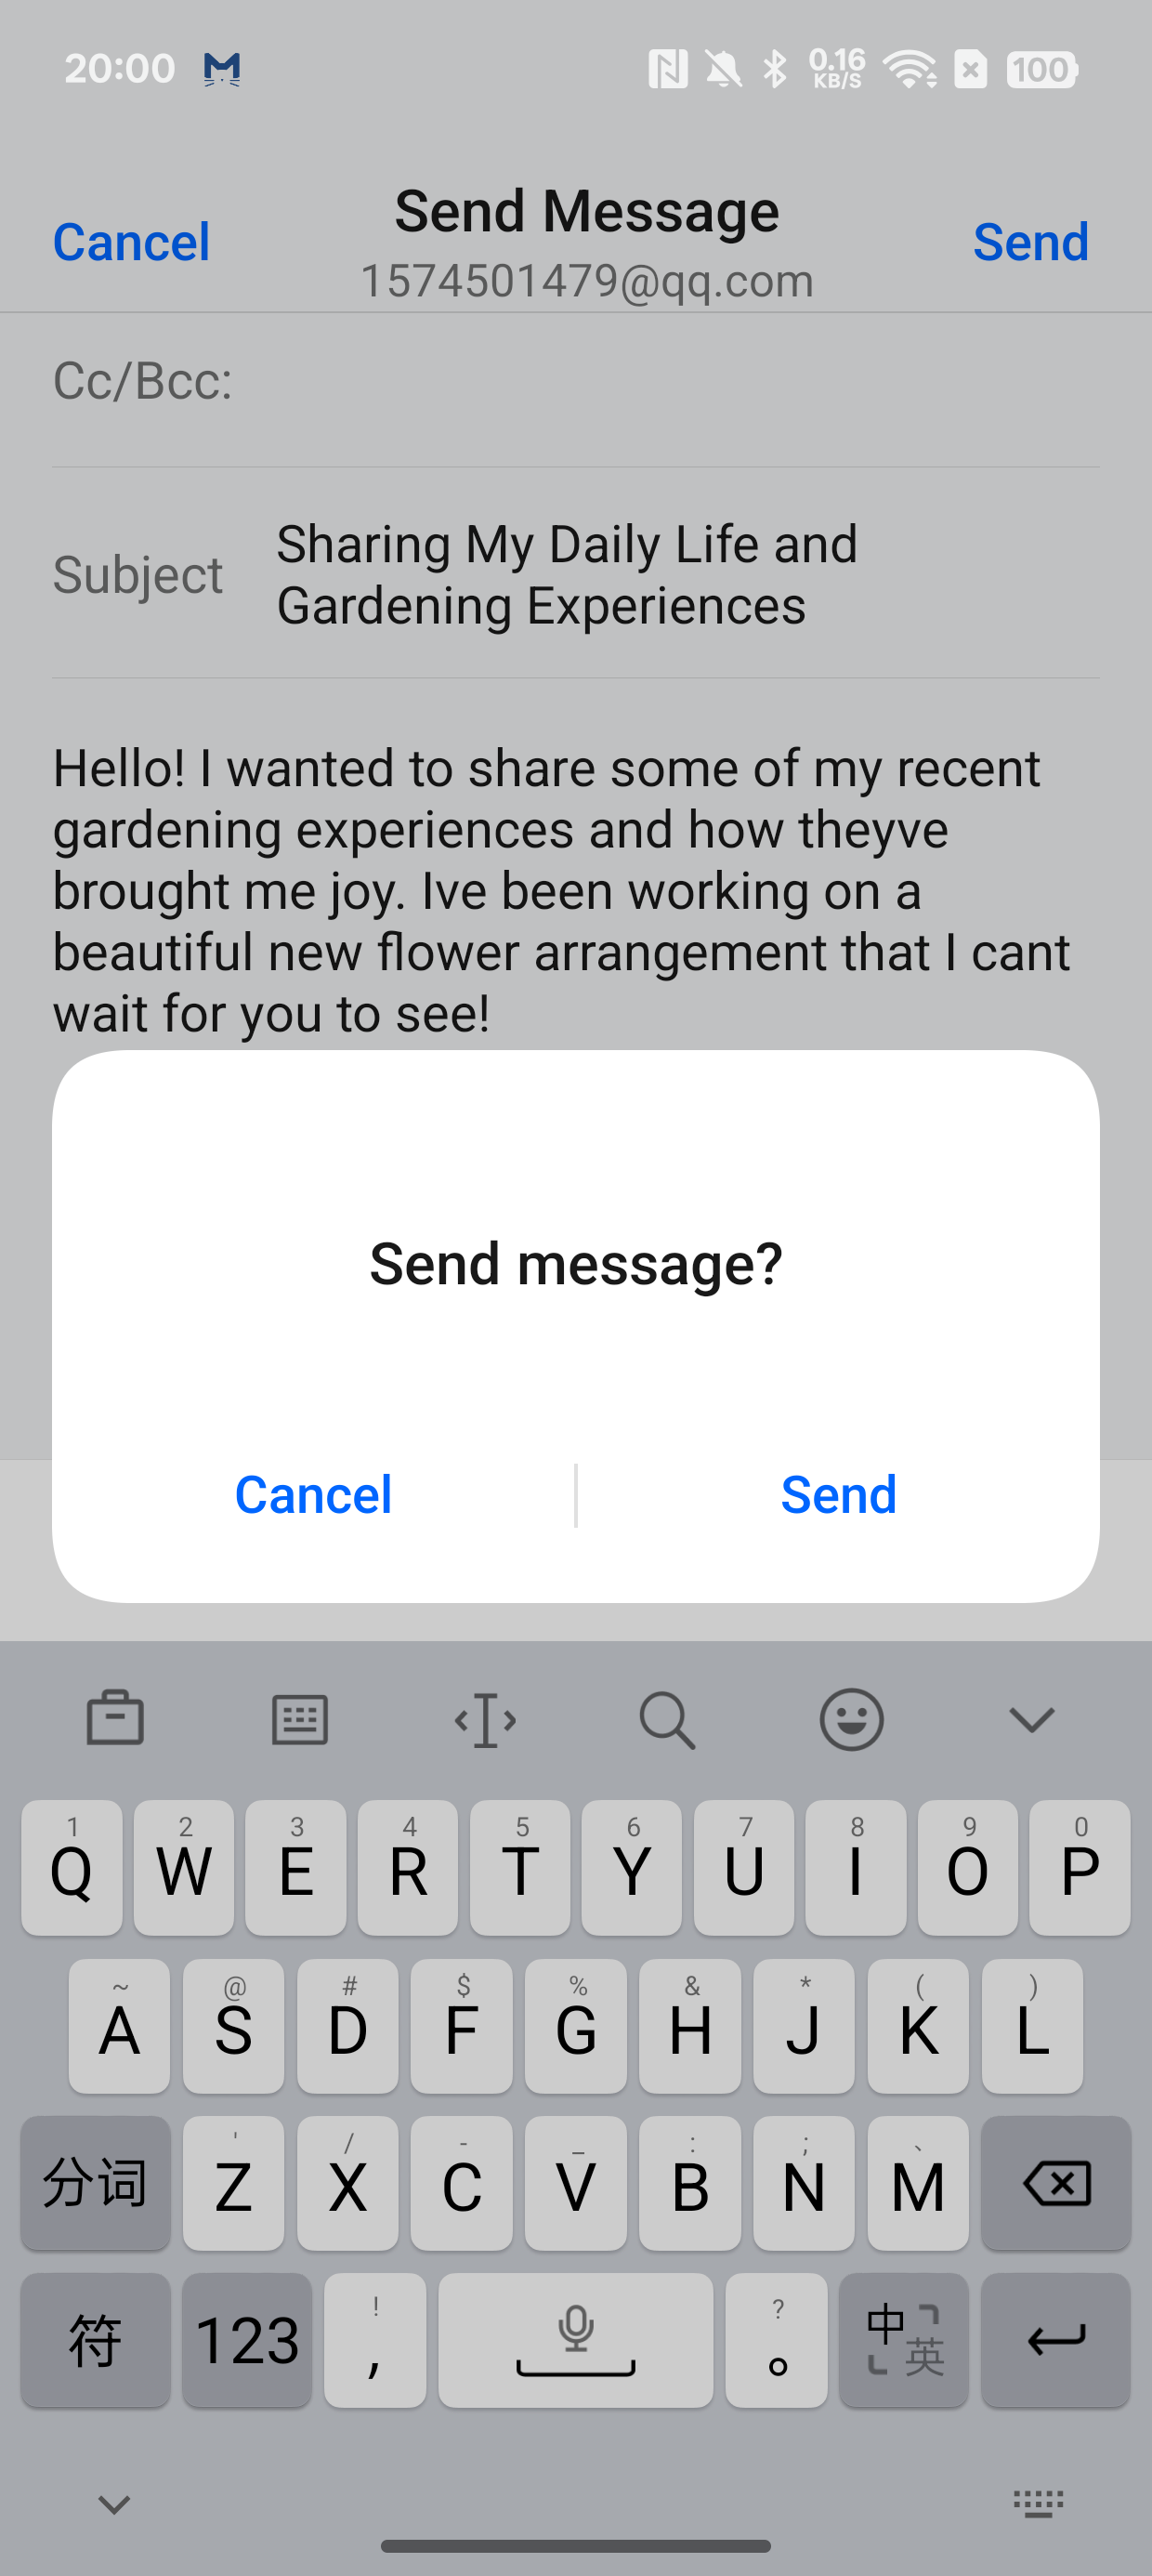 20:00 0.16 KB/S 100
Cancel Send Message Send
1574501479@qq.com
Cc/Bcc:
Subject Sharing My Daily Life and
Gardening Experiences
Hello! I wanted to share some of my recent
gardening experiences and how theyve
brought me joy. Ive been working on a
beautiful new flower arrangement that I cant
wait for you to see!
Send message?
Cancel Send
1 2 3 4 5 6 7 8 9 0
Q W E R T Y U I O P
~ @ # $ % & * ( )
A S D F G H J K L
' / - _ : ; 、
分词 Z X C V B N M
! ?
符 123 , 。 中 英